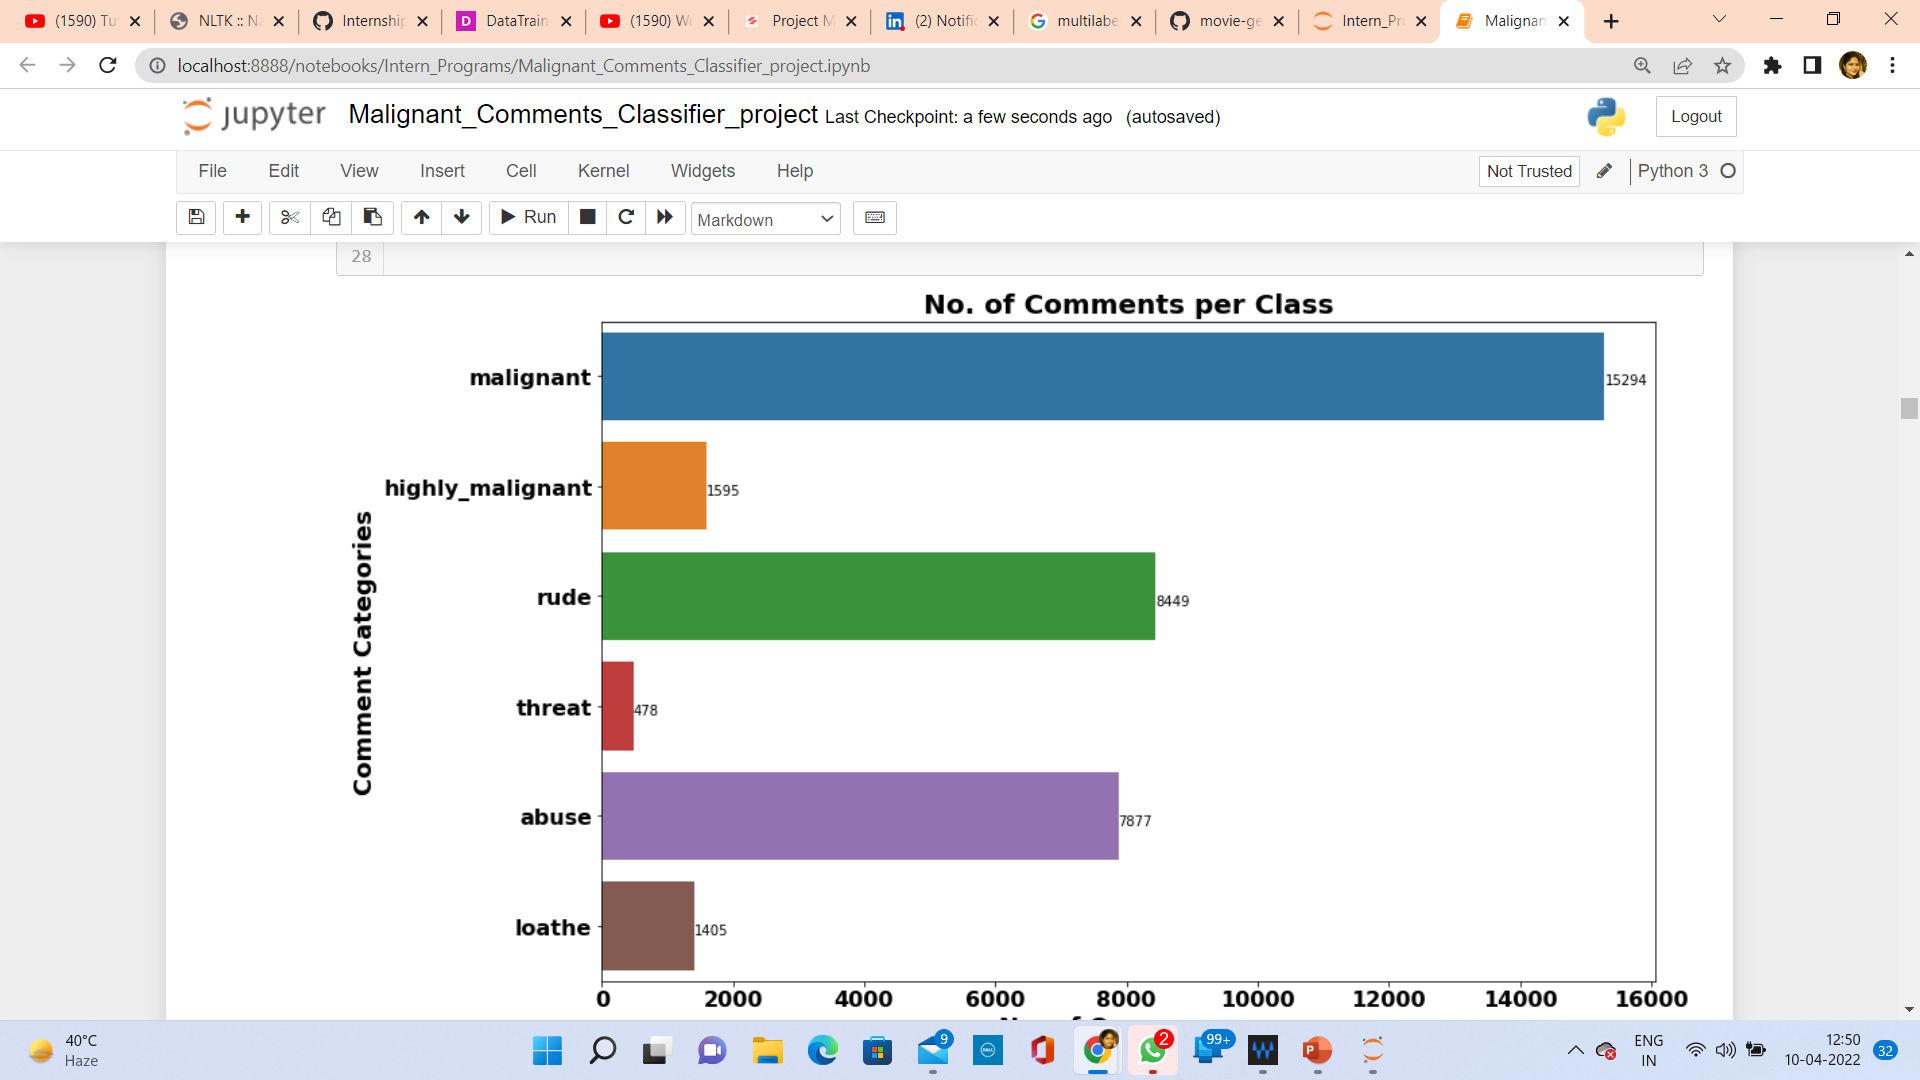 (1590) Tu
NLTK :: Na
Internship
DataTrain
(1590) Wo
Project M
(2) Notific
multilabe
movie-ge
Intern_Pr
Malignan
localhost:8888/notebooks/Intern_Programs/Malignant_Comments_Classifier_project.ipynb
jupyter Malignant_Comments_Classifier_project Last Checkpoint: a few seconds ago (autosaved)
Logout
File Edit View Insert Cell Kernel Widgets Help
Not Trusted
Python 3
Run
Markdown
28
No. of Comments per Class
malignant
15294
highly_malignant
1595
rude
8449
threat
478
abuse
7877
loathe
1405
Comment Categories
0 2000 4000 6000 8000 10000 12000 14000 16000
40°C
Haze
9
DELL
2
99+
ENG
IN
12:50
10-04-2022
32